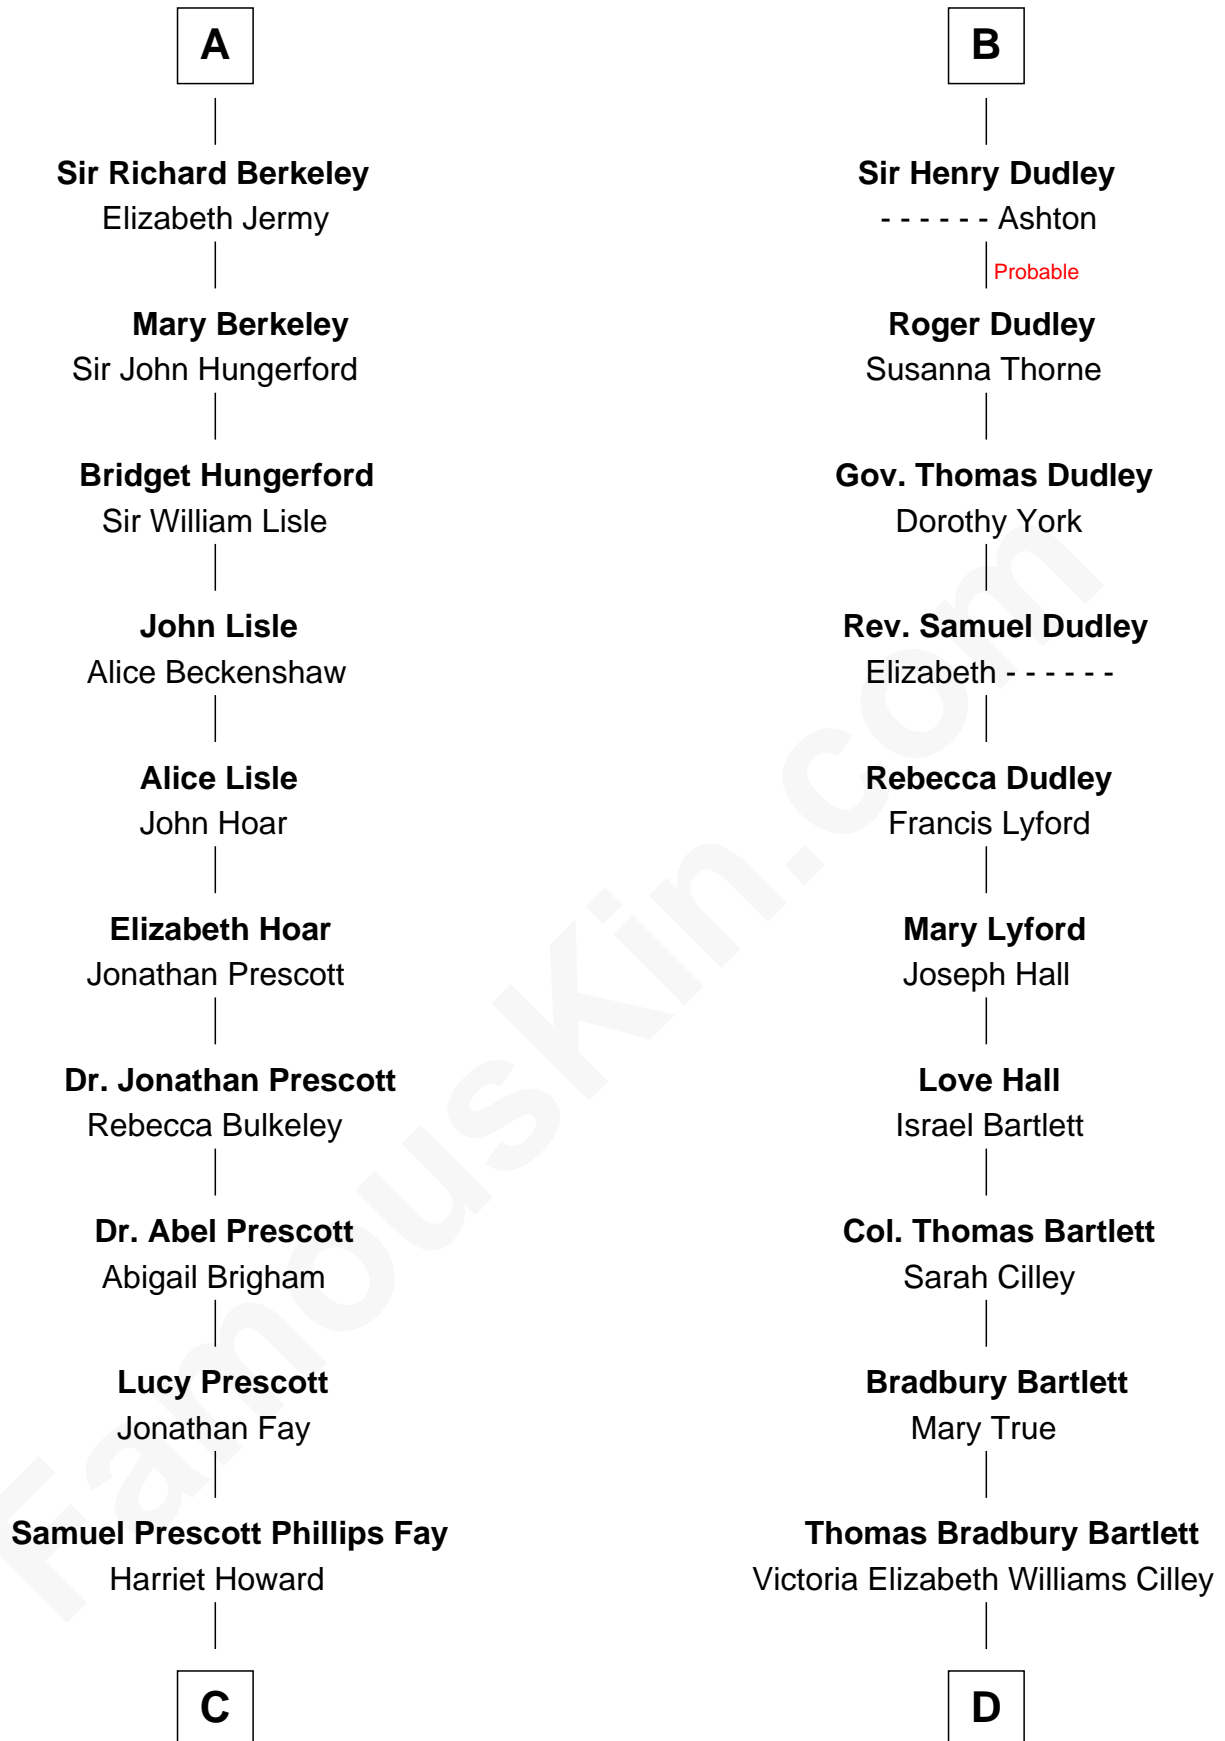 A
Sir Richard Berkeley
Elizabeth Jermy
Mary Berkeley
Sir John Hungerford
Bridget Hungerford
Sir William Lisle
John Lisle
Alice Beckenshaw
Alice Lisle
John Hoar
Elizabeth Hoar
Jonathan Prescott
Dr. Jonathan Prescott
Rebecca Bulkeley
Dr. Abel Prescott
Abigail Brigham
Lucy Prescott
Jonathan Fay
Samuel Prescott Phillips Fay
Harriet Howard
C
B
Sir Henry Dudley
- - - - - - Ashton
Probable
Roger Dudley
Susanna Thorne
Gov. Thomas Dudley
Dorothy York
Rev. Samuel Dudley
Elizabeth - - - - - -
Rebecca Dudley
Francis Lyford
Mary Lyford
Joseph Hall
Love Hall
Israel Bartlett
Col. Thomas Bartlett
Sarah Cilley
Bradbury Bartlett
Mary True
Thomas Bradbury Bartlett
Victoria Elizabeth Williams Cilley
D
FamousKin.com